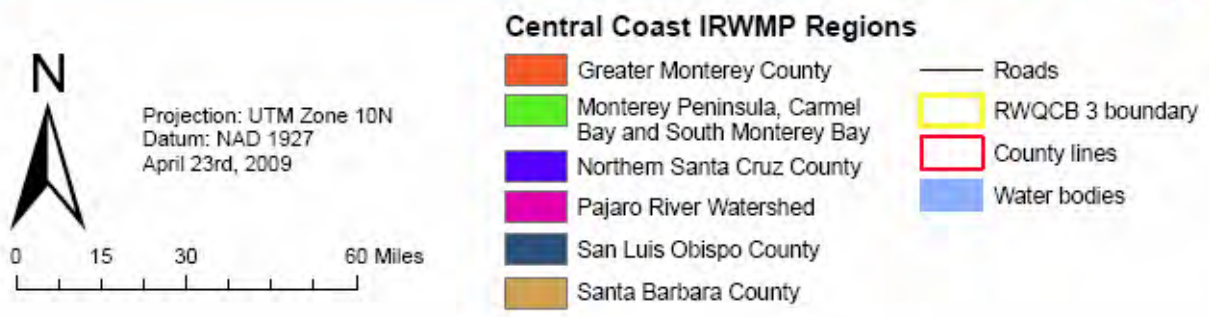 N
Projection: UTM Zone 10N
Datum: NAD 1927
April 23rd, 2009
0 15 30 60 Miles
Central Coast IRWMP Regions
Greater Monterey County
Monterey Peninsula, Carmel
Bay and South Monterey Bay
Northern Santa Cruz County
Pajaro River Watershed
San Luis Obispo County
Santa Barbara County
Roads
RWQCB 3 boundary
County lines
Water bodies